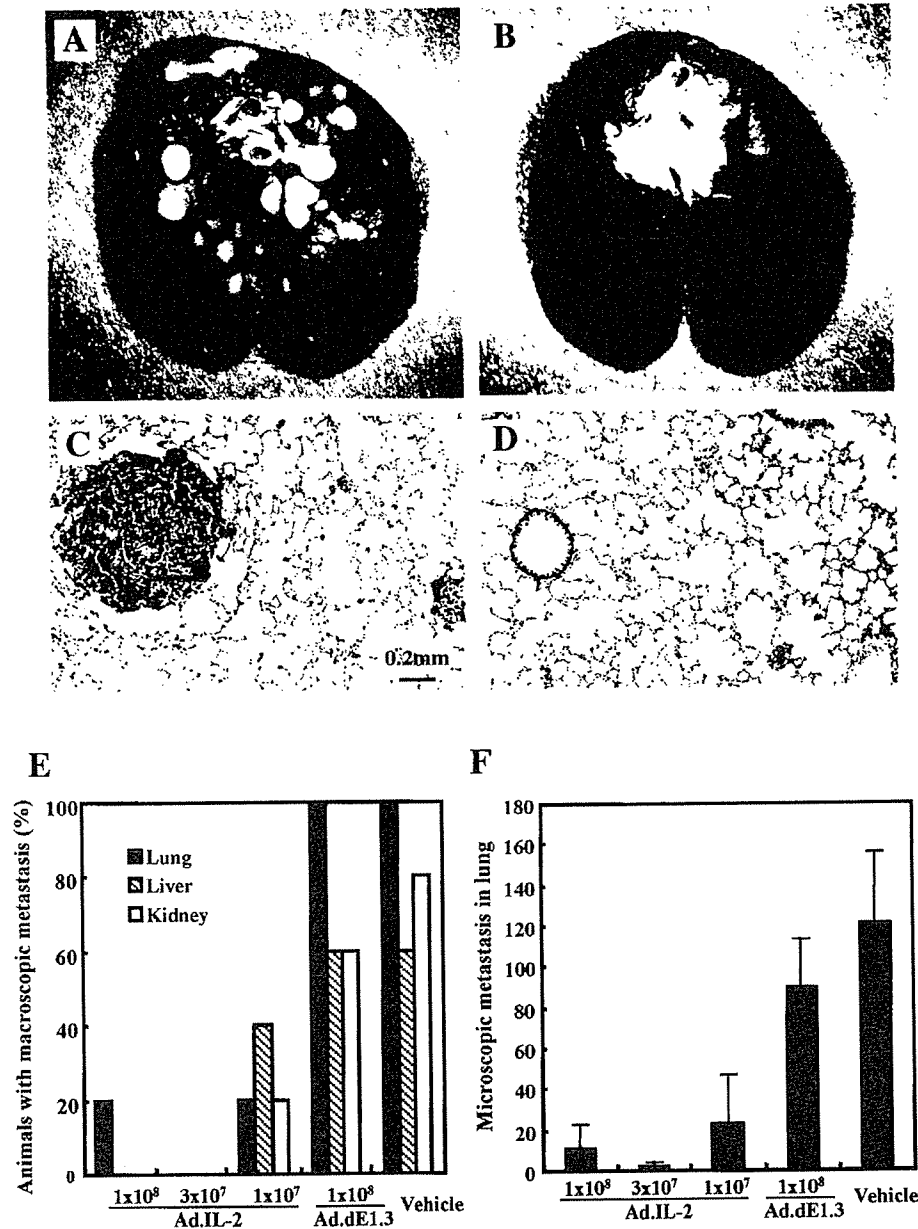 A
B
C
D
0.2mm
E
Animals with macroscopic metastasis (%)
100
80
60
40
20
0
Lung
Liver
Kidney
1x10⁸ 3x10⁷ 1x10⁷ 1x10⁸ Vehicle
Ad.IL-2 Ad.dE1.3
F
Microscopic metastasis in lung
180
160
140
120
100
80
60
40
20
0
1x10⁸ 3x10⁷ 1x10⁷ 1x10⁸ Vehicle
Ad.IL-2 Ad.dE1.3